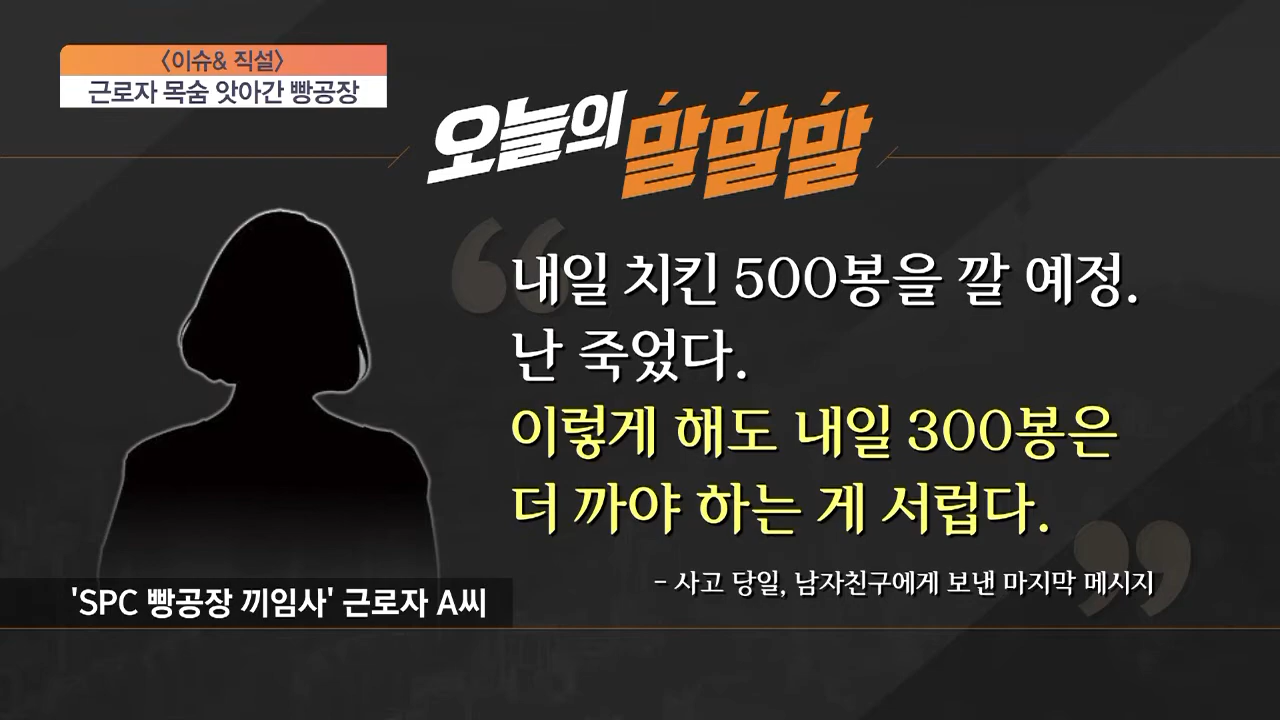 〈이슈& 직설〉
근로자 목숨 앗아간 빵공장
오늘의 말말말
“내일 치킨 500봉을 깔 예정.
난 죽었다.
이렇게 해도 내일 300봉은
더 까야 하는 게 서럽다.”
- 사고 당일, 남자친구에게 보낸 마지막 메시지
'SPC 빵공장 끼임사' 근로자 A씨